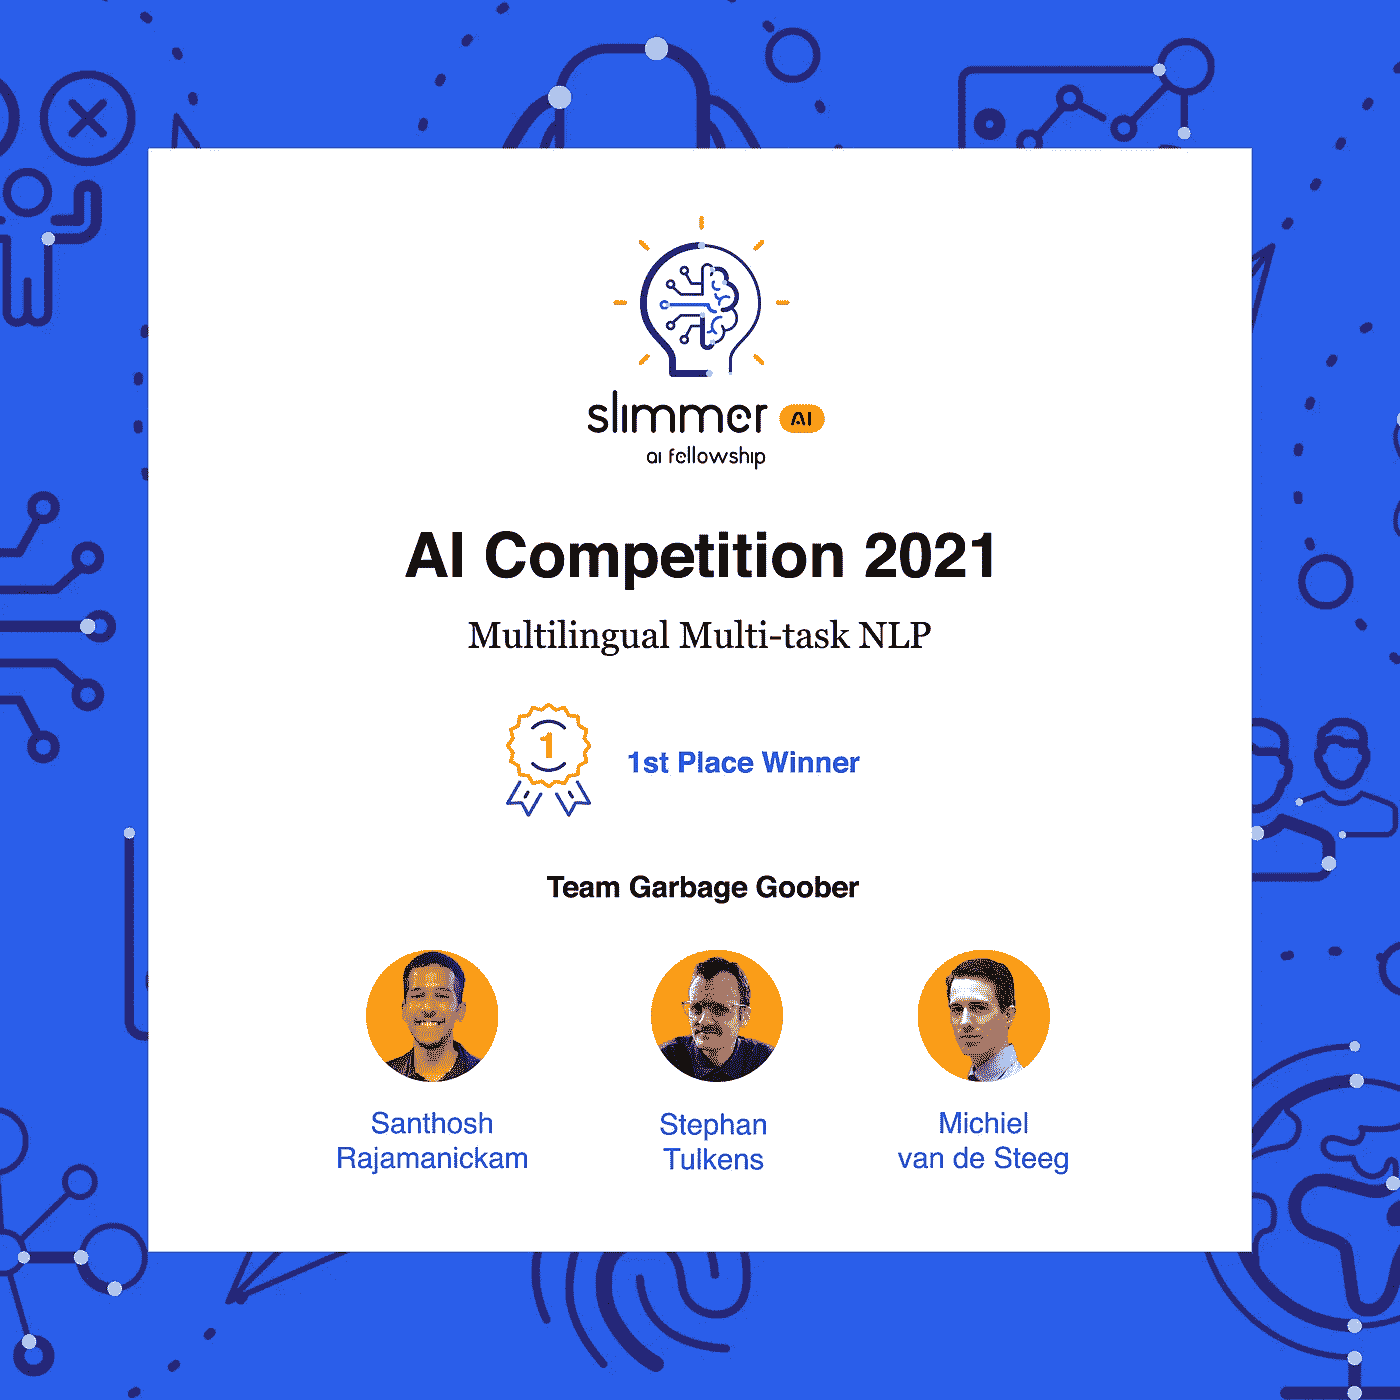 slimmer AI
ai fellowship
AI Competition 2021
Multilingual Multi-task NLP
1
1st Place Winner
Team Garbage Goober
Santhosh
Rajamanickam
Stephan
Tulkens
Michiel
van de Steeg